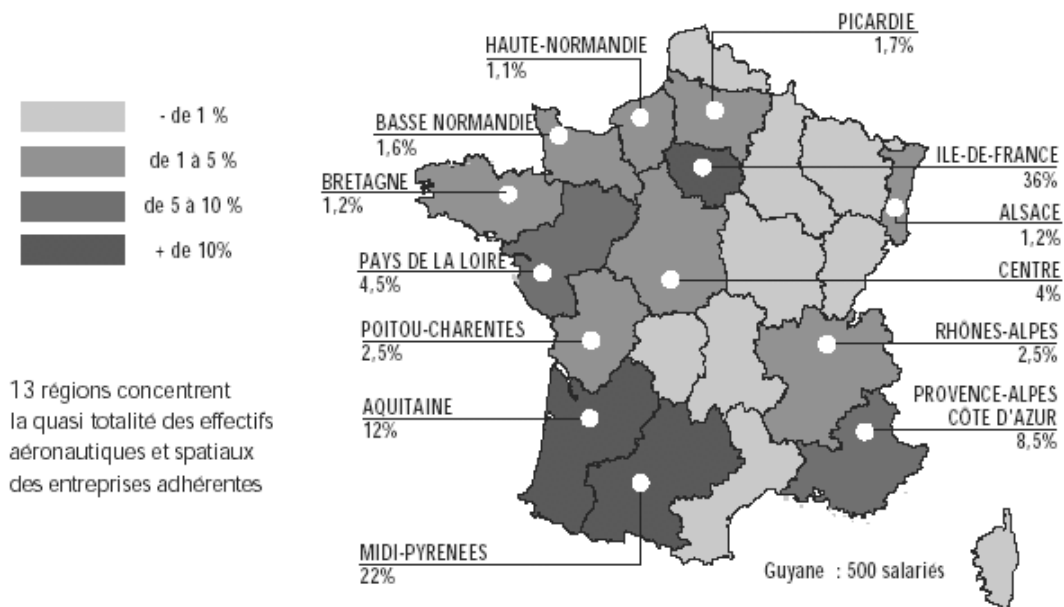 - de 1 %
de 1 à 5 %
de 5 à 10 %
+ de 10%
13 régions concentrent
la quasi totalité des effectifs
aéronautiques et spatiaux
des entreprises adhérentes
PICARDIE
1,7%
HAUTE-NORMANDIE
1,1%
BASSE NORMANDIE
1,6%
BRETAGNE
1,2%
PAYS DE LA LOIRE
4,5%
POITOU-CHARENTES
2,5%
AQUITAINE
12%
MIDI-PYRENEES
22%
ILE-DE-FRANCE
36%
ALSACE
1,2%
CENTRE
4%
RHÔNES-ALPES
2,5%
PROVENCE-ALPES
CÔTE D'AZUR
8,5%
Guyane : 500 salariés